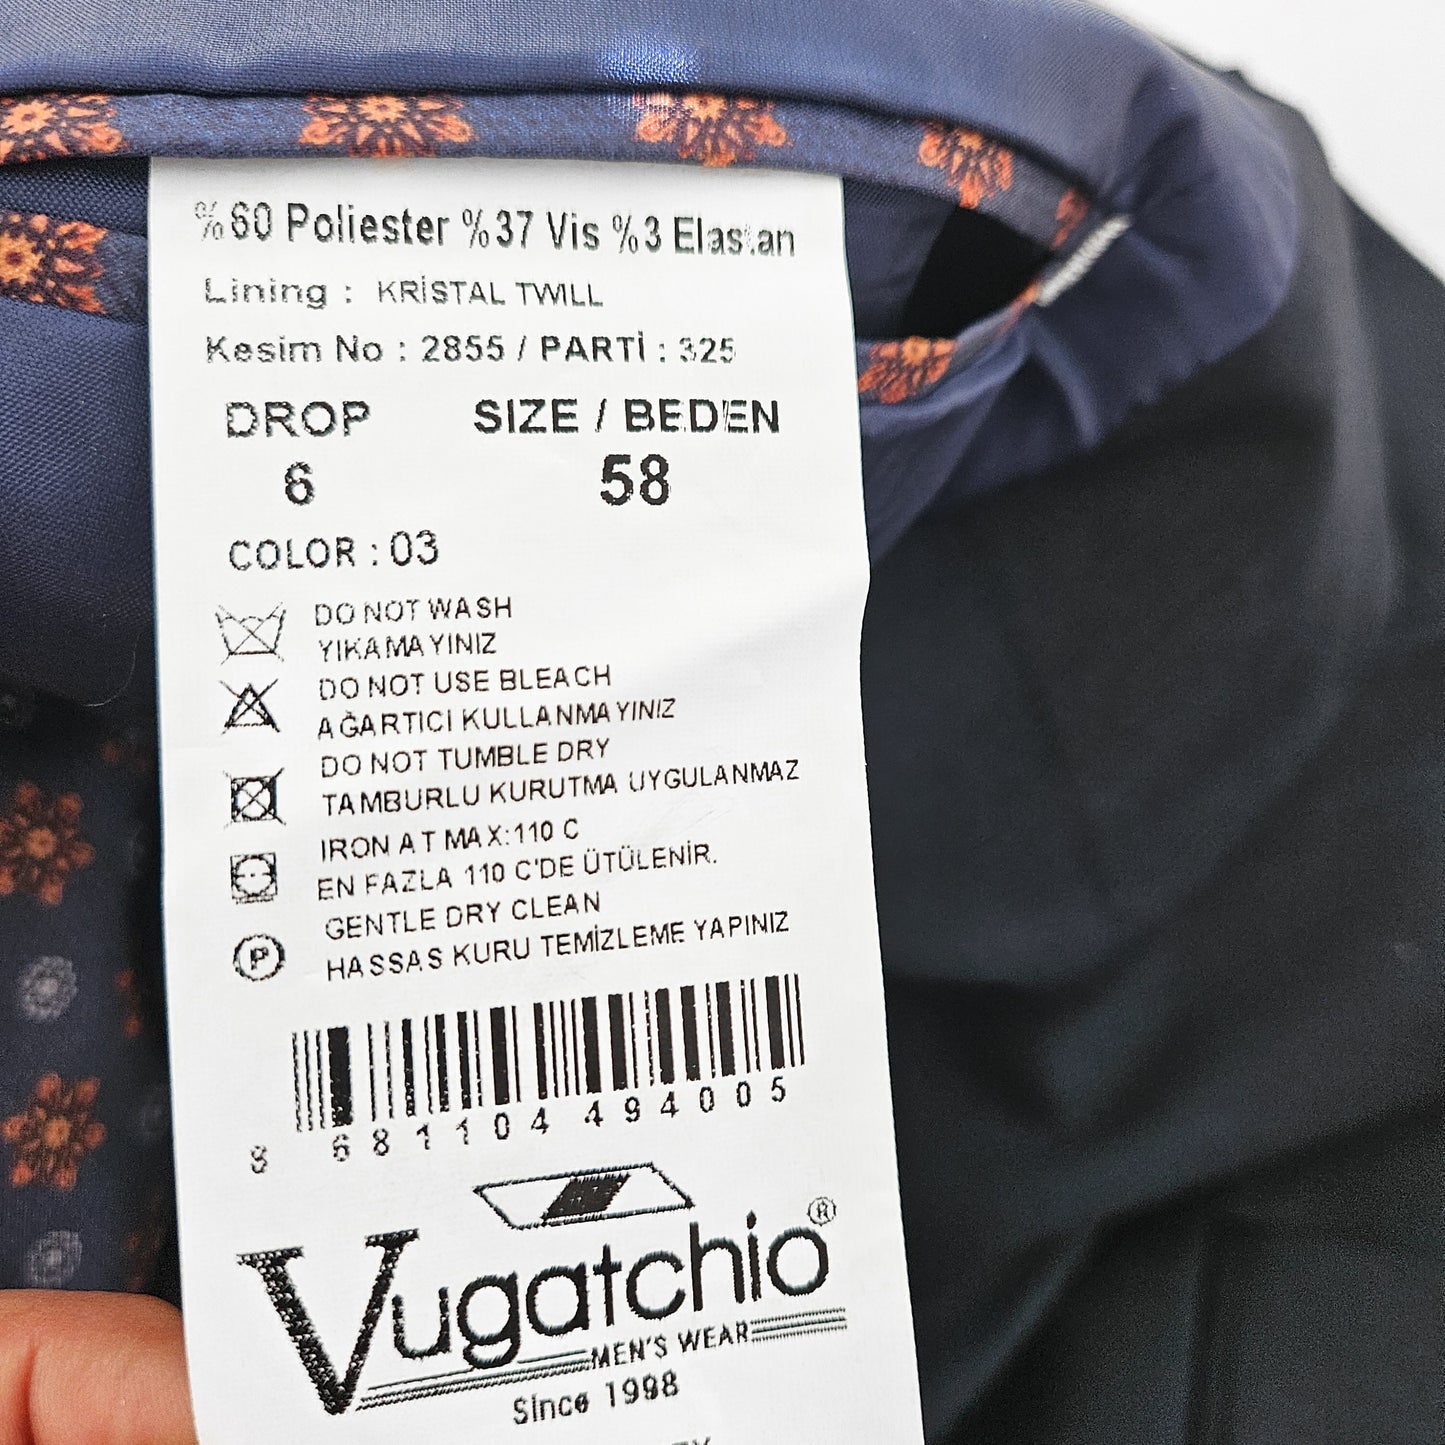 %60 Poliester %37 Vis %3 Elastan
Lining : KRİSTAL TWILL
Kesim No : 2855 / PARTİ : 325
DROP SIZE / BEDEN
6 58
COLOR : 03
DO NOT WASH
YIKAMAYINIZ
DO NOT USE BLEACH
AĞARTICI KULLANMAYINIZ
DO NOT TUMBLE DRY
TAMBURLU KURUTMA UYGULANMAZ
IRON AT MAX:110 C
EN FAZLA 110 C'DE ÜTÜLENİR.
P GENTLE DRY CLEAN
HASSAS KURU TEMİZLEME YAPINIZ
8 681104 494005
Vugatchio ®
MEN'S WEAR
Since 1998